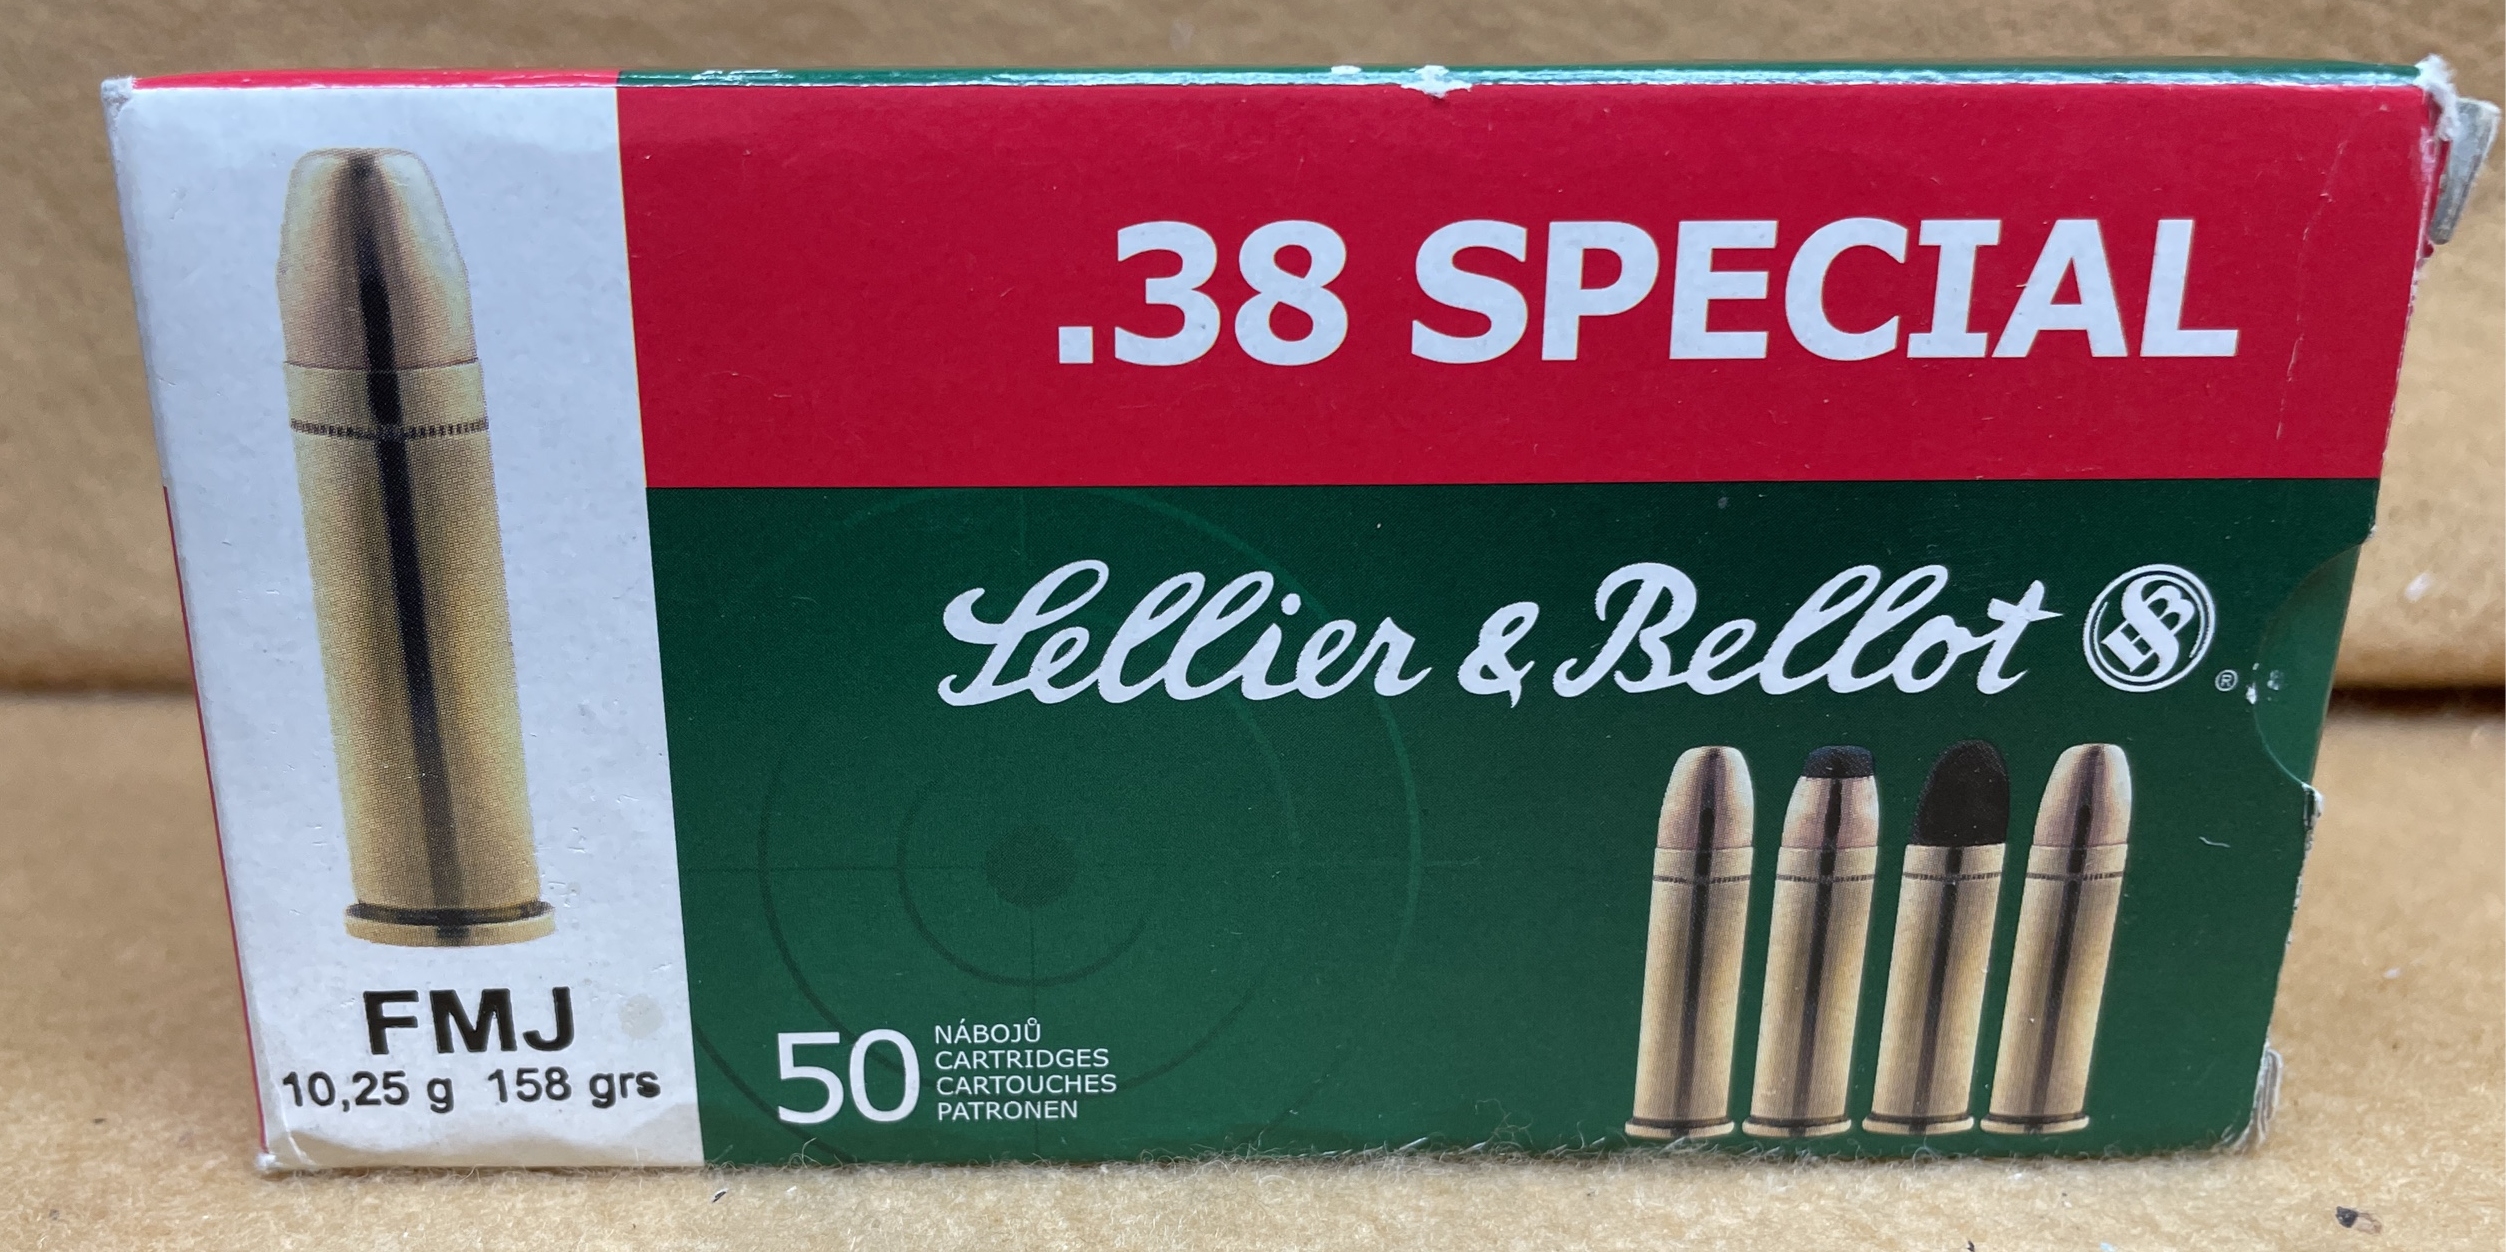 .38 SPECIAL
Sellier & Bellot
S&B
®
FMJ
10,25 g 158 grs
50
NÁBOJŮ
CARTRIDGES
CARTOUCHES
PATRONEN